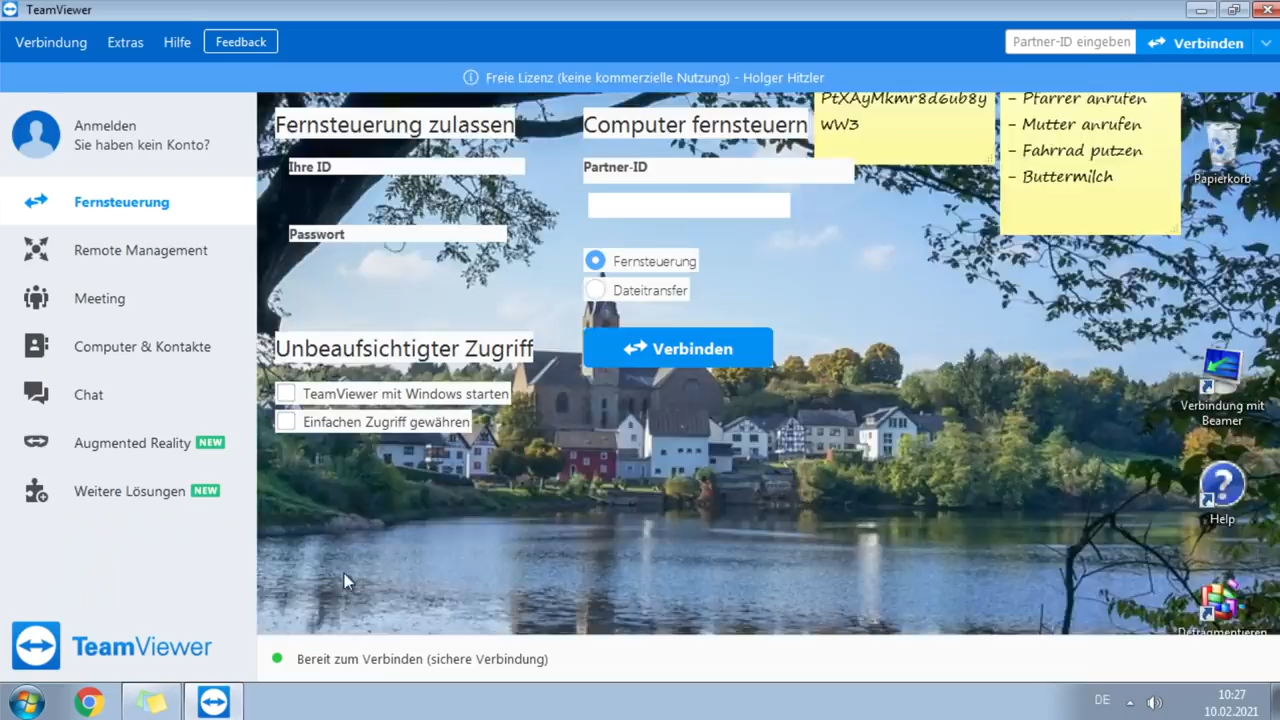 TeamViewer
Verbindung Extras Hilfe Feedback
Partner-ID eingeben Verbinden
Freie Lizenz (keine kommerzielle Nutzung) - Holger Hitzler
Anmelden
Sie haben kein Konto?
Fernsteuerung
Remote Management
Meeting
Computer & Kontakte
Chat
Augmented Reality NEW
Weitere Lösungen NEW
TeamViewer
Fernsteuerung zulassen
Ihre ID
Passwort
Unbeaufsichtigter Zugriff
TeamViewer mit Windows starten
Einfachen Zugriff gewähren
Computer fernsteuern
Partner-ID
Fernsteuerung
Dateitransfer
Verbinden
PtXAyMkmr8d6ub8y
WW3
- Pfarrer anrufen
- Mutter anrufen
- Fahrrad putzen
- Buttermilch
Papierkorb
Verbindung mit
Beamer
Help
Defragmentieren
Bereit zum Verbinden (sichere Verbindung)
DE
10:27
10.02.2021